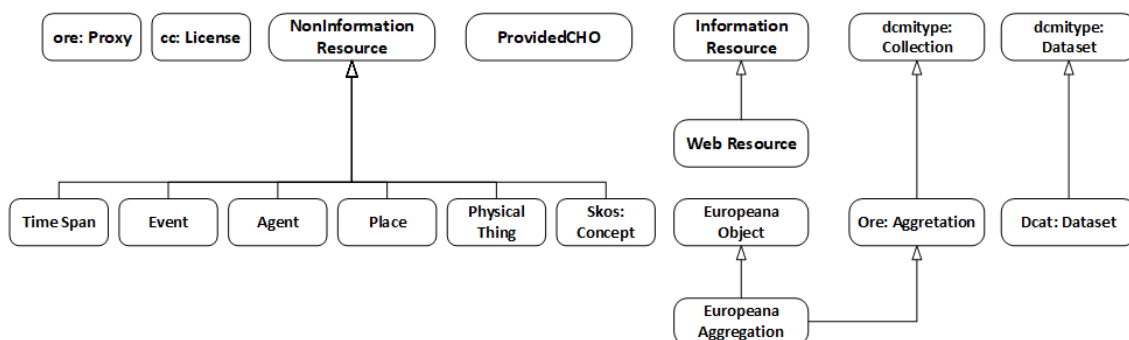 ore: Proxy
cc: License
NonInformation
Resource
ProvidedCHO
Information
Resource
dcmitype:
Collection
dcmitype:
Dataset
Web Resource
Time Span
Event
Agent
Place
Physical
Thing
Skos:
Concept
Europeana
Object
Ore: Aggretation
Dcat: Dataset
Europeana
Aggregation